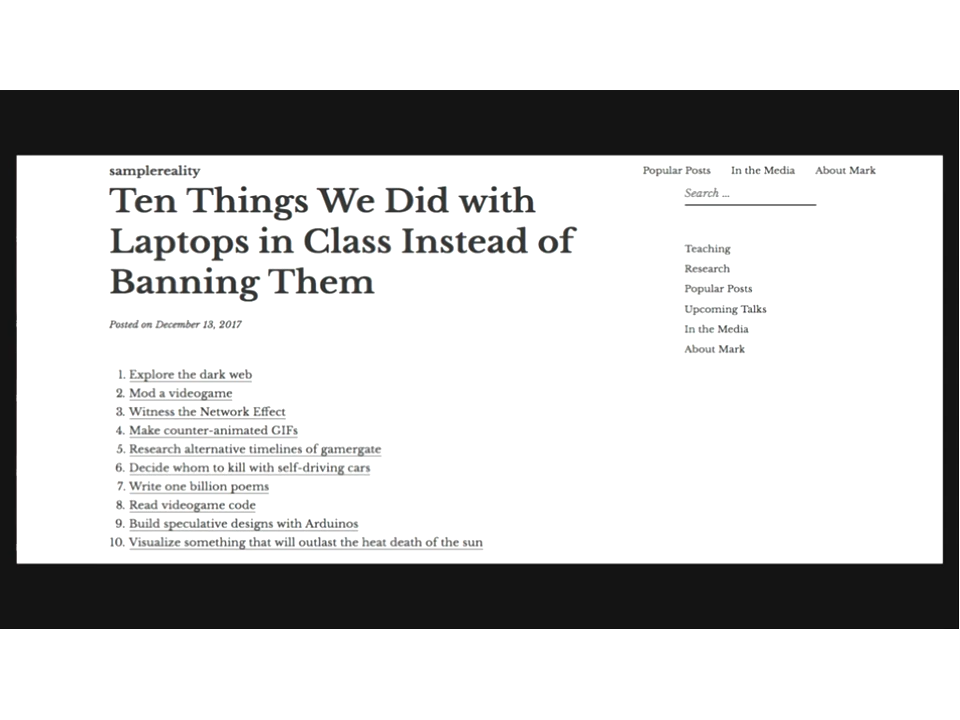 samplereality
Popular Posts In the Media About Mark
Ten Things We Did with
Laptops in Class Instead of
Banning Them
Posted on December 13, 2017
1. Explore the dark web
2. Mod a videogame
3. Witness the Network Effect
4. Make counter-animated GIFs
5. Research alternative timelines of gamergate
6. Decide whom to kill with self-driving cars
7. Write one billion poems
8. Read videogame code
9. Build speculative designs with Arduinos
10. Visualize something that will outlast the heat death of the sun
Search ...
Teaching
Research
Popular Posts
Upcoming Talks
In the Media
About Mark